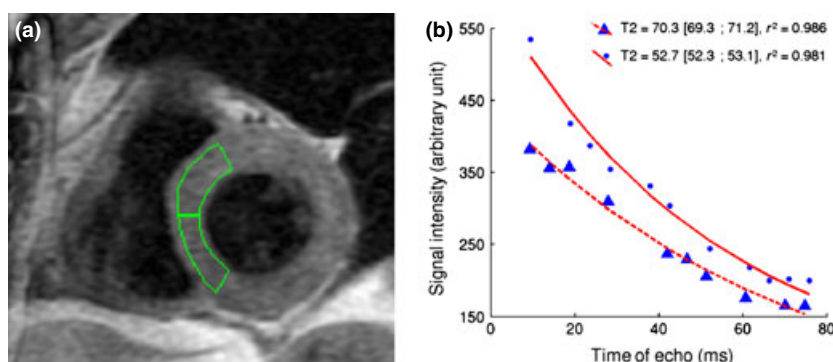 (a)
(b)
T2 = 70.3 [69.3 ; 71.2], r² = 0.986
T2 = 52.7 [52.3 ; 53.1], r² = 0.981
Signal intensity (arbitrary unit)
550
450
350
250
150
0
20
40
60
80
Time of echo (ms)